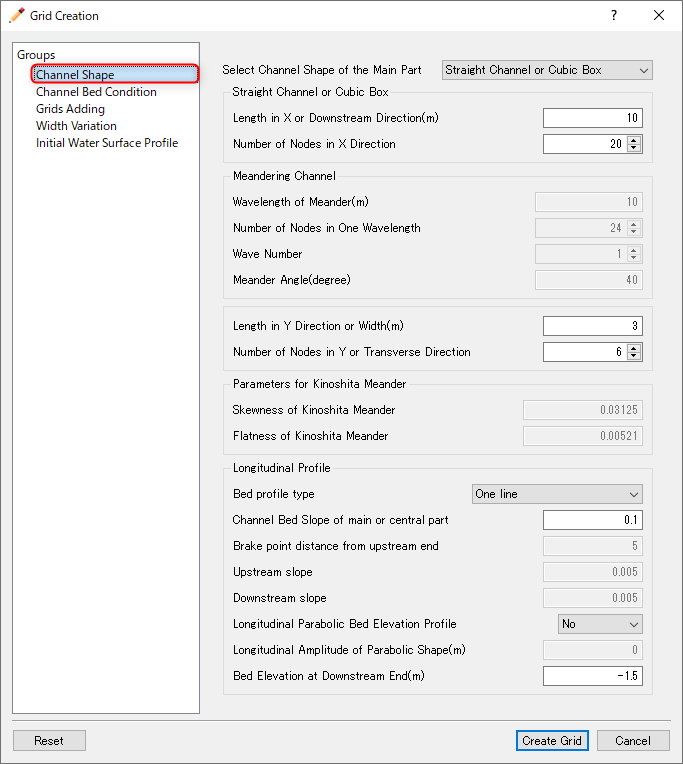 Grid Creation
?
Groups
Channel Shape
Channel Bed Condition
Grids Adding
Width Variation
Initial Water Surface Profile
Select Channel Shape of the Main Part Straight Channel or Cubic Box
Straight Channel or Cubic Box
Length in X or Downstream Direction(m) 10
Number of Nodes in X Direction 20
Meandering Channel
Wavelength of Meander(m) 10
Number of Nodes in One Wavelength 24
Wave Number 1
Meander Angle(degree) 40
Length in Y Direction or Width(m) 3
Number of Nodes in Y or Transverse Direction 6
Parameters for Kinoshita Meander
Skewness of Kinoshita Meander 0.03125
Flatness of Kinoshita Meander 0.00521
Longitudinal Profile
Bed profile type One line
Channel Bed Slope of main or central part 0.1
Brake point distance from upstream end 5
Upstream slope 0.005
Downstream slope 0.005
Longitudinal Parabolic Bed Elevation Profile No
Longitudinal Amplitude of Parabolic Shape(m) 0
Bed Elevation at Downstream End(m) -1.5
Reset Create Grid Cancel